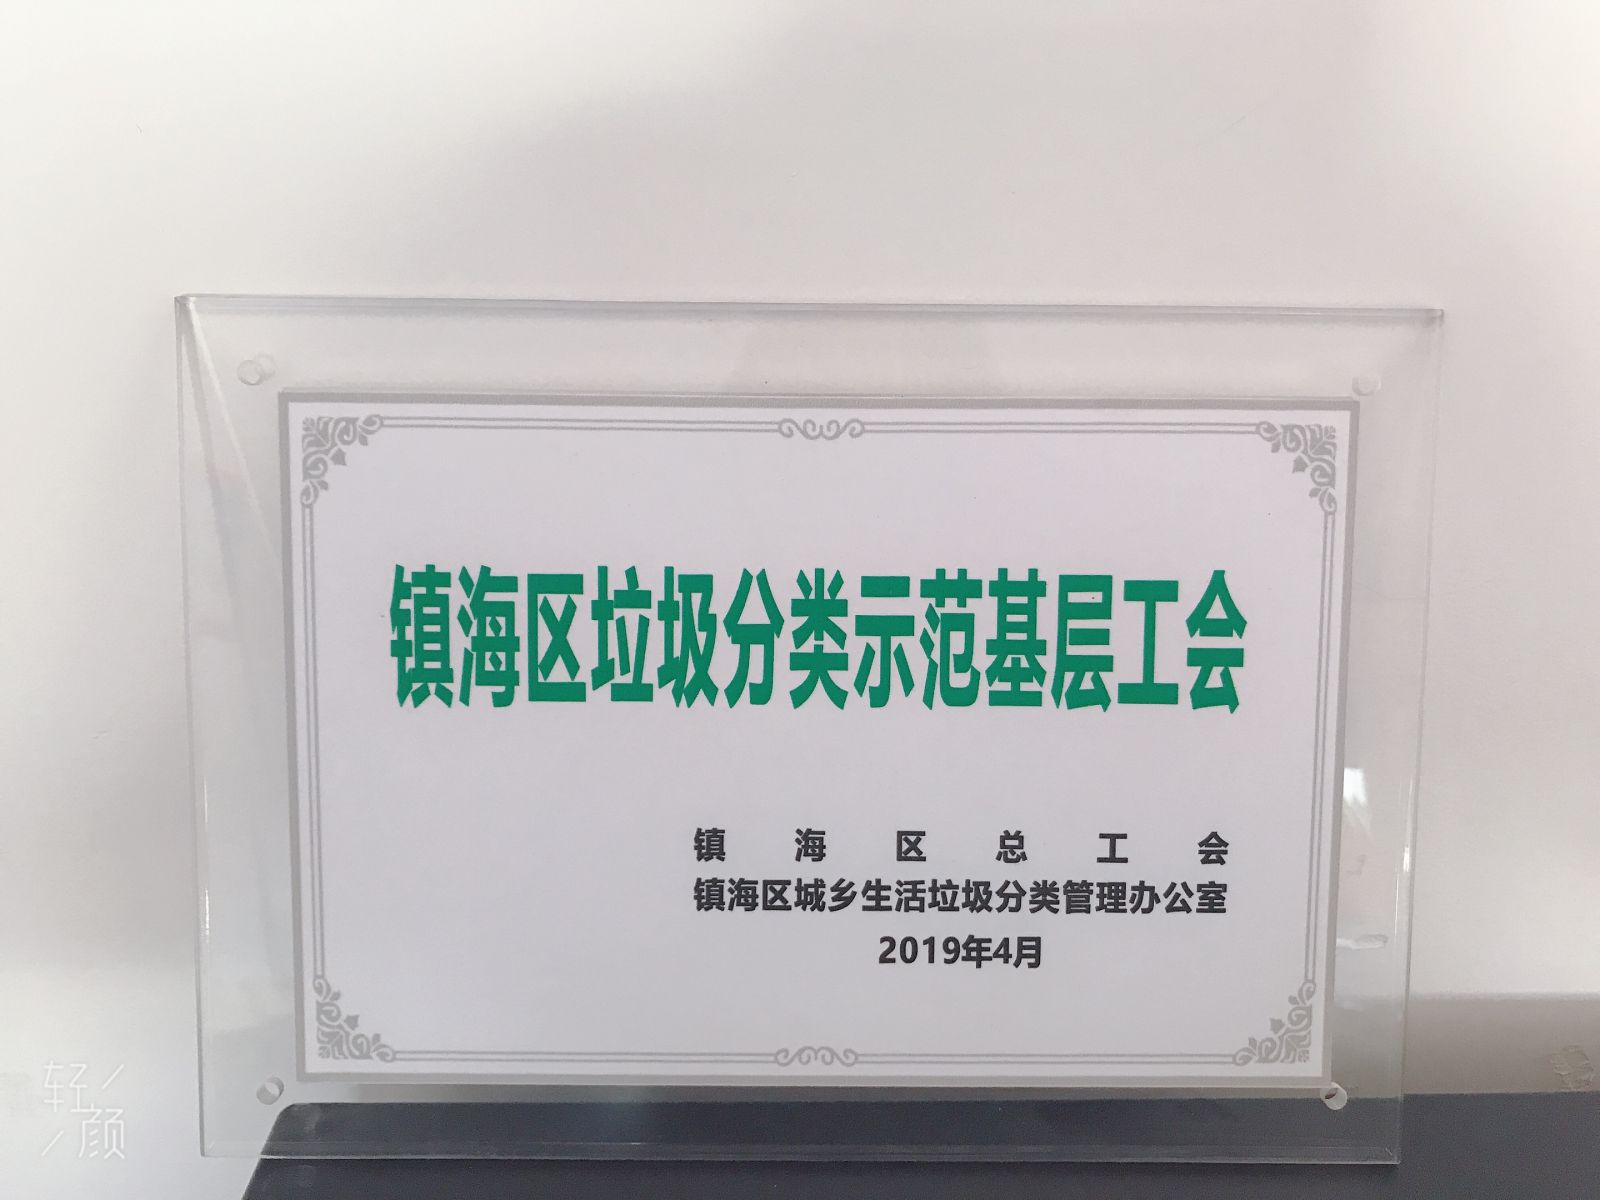 镇海区垃圾分类示范基层工会
镇海区总工会
镇海区城乡生活垃圾分类管理办公室
2019年4月
轻颜